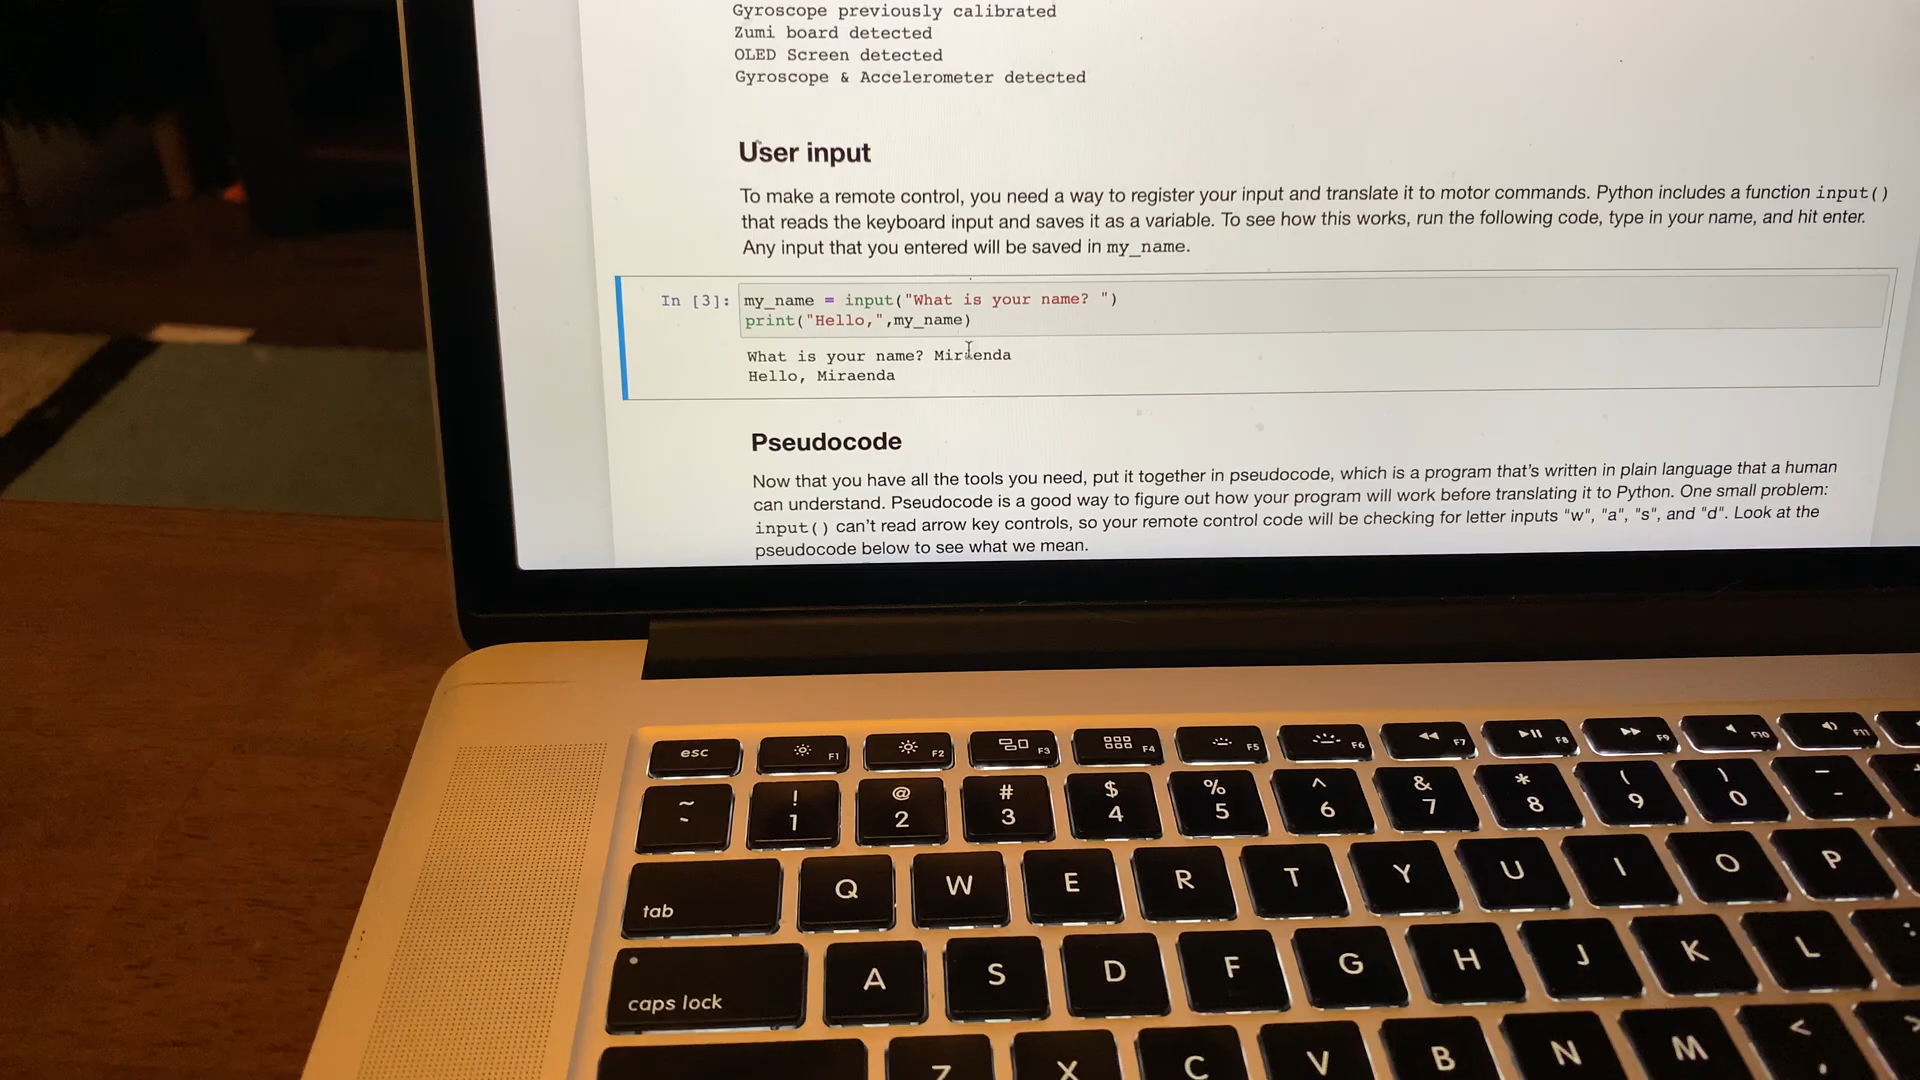 Gyroscope previously calibrated
Zumi board detected
OLED Screen detected
Gyroscope & Accelerometer detected
User input
To make a remote control, you need a way to register your input and translate it to motor commands. Python includes a function input()
that reads the keyboard input and saves it as a variable. To see how this works, run the following code, type in your name, and hit enter.
Any input that you entered will be saved in my_name.
In [3]: my_name = input("What is your name? ")
print("Hello,",my_name)
What is your name? Miraenda
Hello, Miraenda
Pseudocode
Now that you have all the tools you need, put it together in pseudocode, which is a program that's written in plain language that a human
can understand. Pseudocode is a good way to figure out how your program will work before translating it to Python. One small problem:
input() can't read arrow key controls, so your remote control code will be checking for letter inputs "w", "a", "s", and "d". Look at the
pseudocode below to see what we mean.
esc F1 F2 F3 F4 F5 F6 F7 F8 F9 F10 F11
~ ! @ # $ % ^ & * ( ) _
` 1 2 3 4 5 6 7 8 9 0 -
tab Q W E R T Y U I O P
caps lock A S D F G H J K L :
Z X C V B N M < >
,